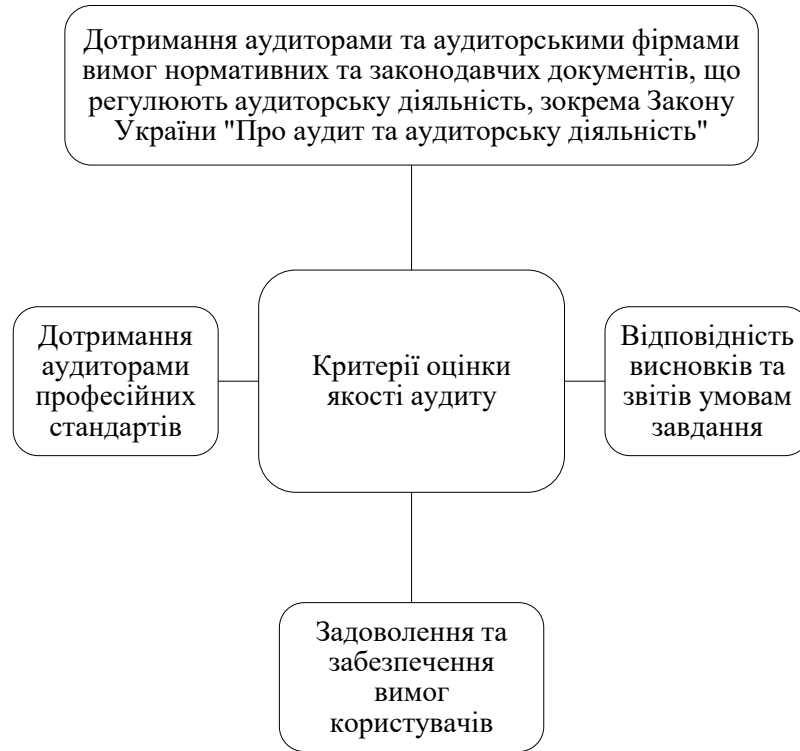 Дотримання аудиторами та аудиторськими фірмами
вимог нормативних та законодавчих документів, що
регулюють аудиторську діяльність, зокрема Закону
України "Про аудит та аудиторську діяльність"
Дотримання
аудиторами
професійних
стандартів
Критерії оцінки
якості аудиту
Відповідність
висновків та
звітів умовам
завдання
Задоволення та
забезпечення
вимог
користувачів